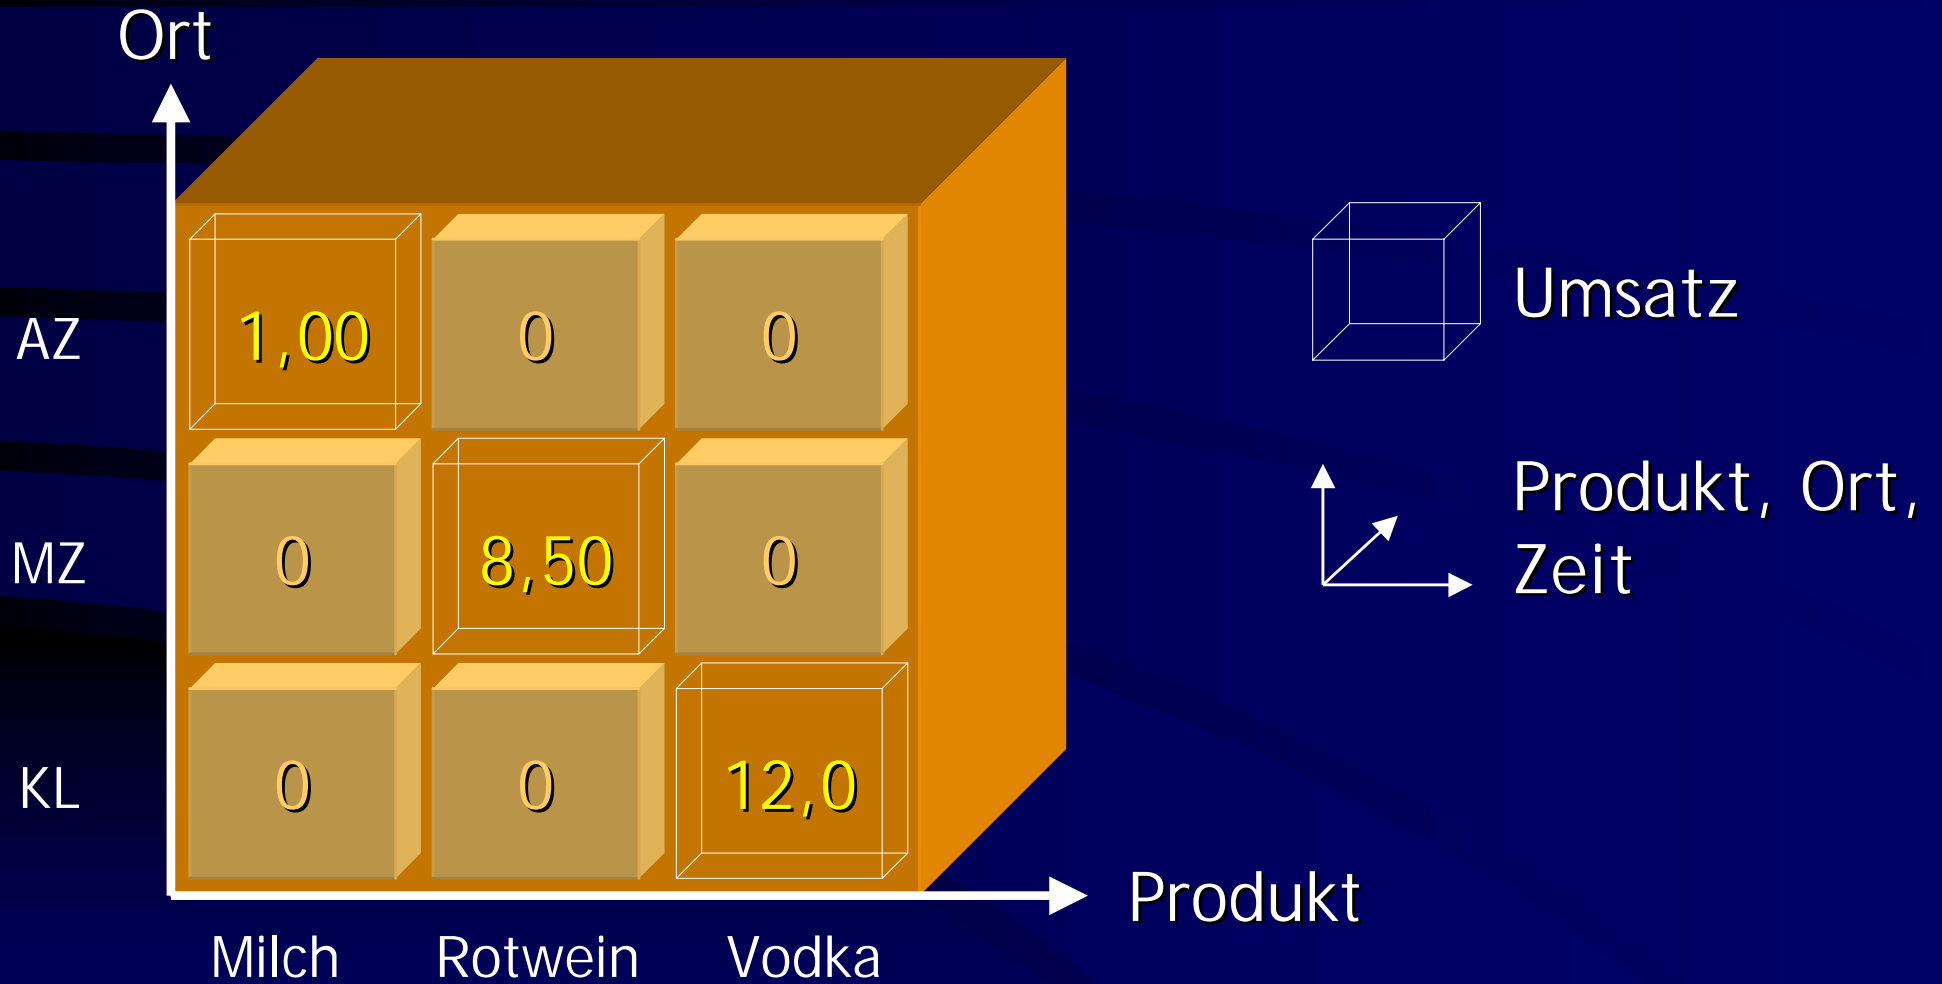 Ort
AZ 1,00 0 0
MZ 0 8,50 0
KL 0 0 12,0
Milch Rotwein Vodka
Produkt
Umsatz
Produkt, Ort,
Zeit